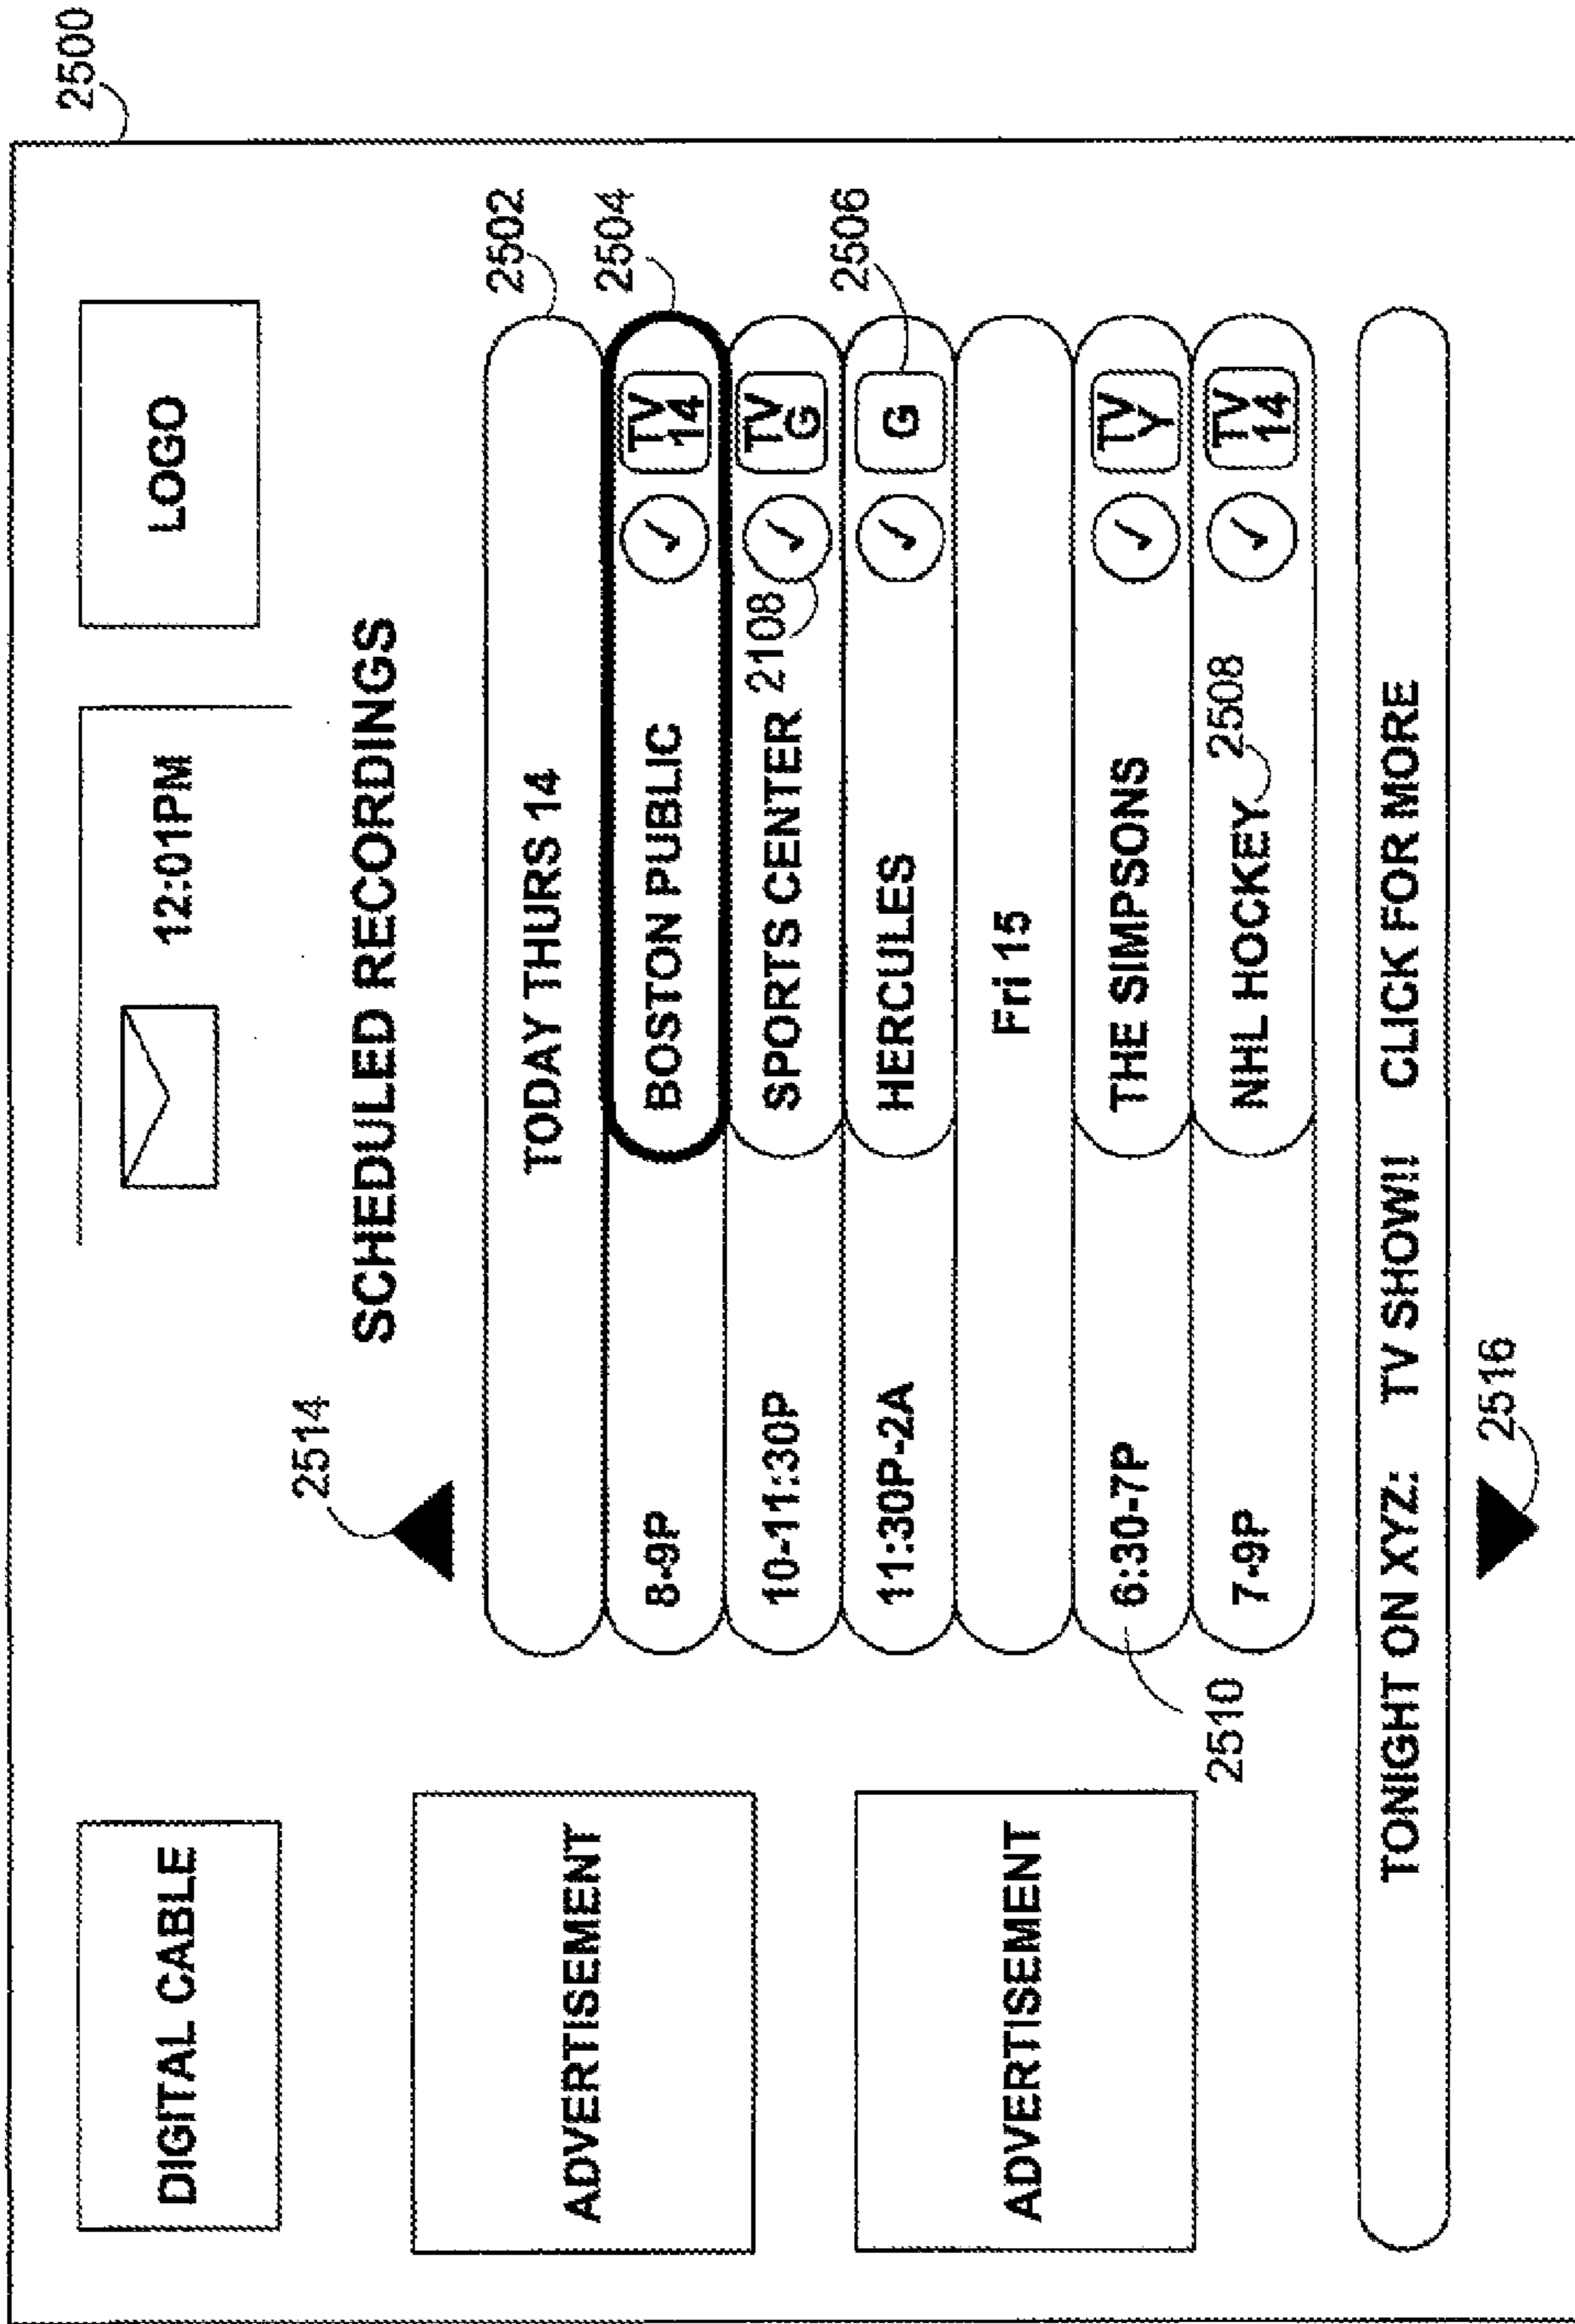 2500
DIGITAL CABLE
12:01PM
LOGO
2514
SCHEDULED RECORDINGS
ADVERTISEMENT
ADVERTISEMENT
TODAY THURS 14
2502
8-9P BOSTON PUBLIC ✓ TV 14
2504
10-11:30P SPORTS CENTER ✓ TV G
2108
11:30P-2A HERCULES ✓ G
2506
Fri 15
6:30-7P THE SIMPSONS ✓ TV Y
2510
7-9P NHL HOCKEY ✓ TV 14
2508
TONIGHT ON XYZ: TV SHOW!! CLICK FOR MORE
2516